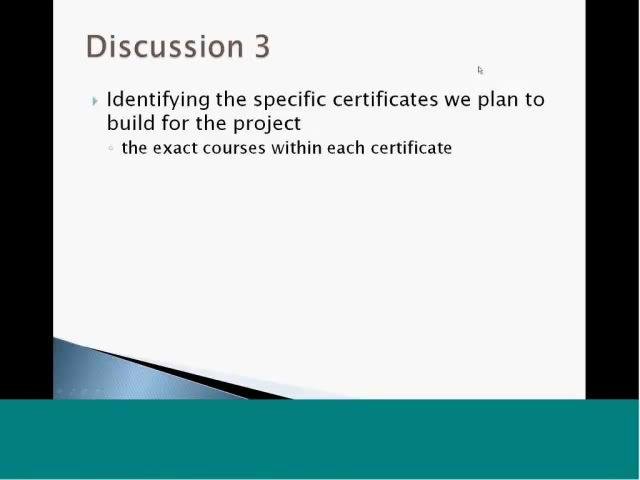 Discussion 3
Identifying the specific certificates we plan to
build for the project
the exact courses within each certificate